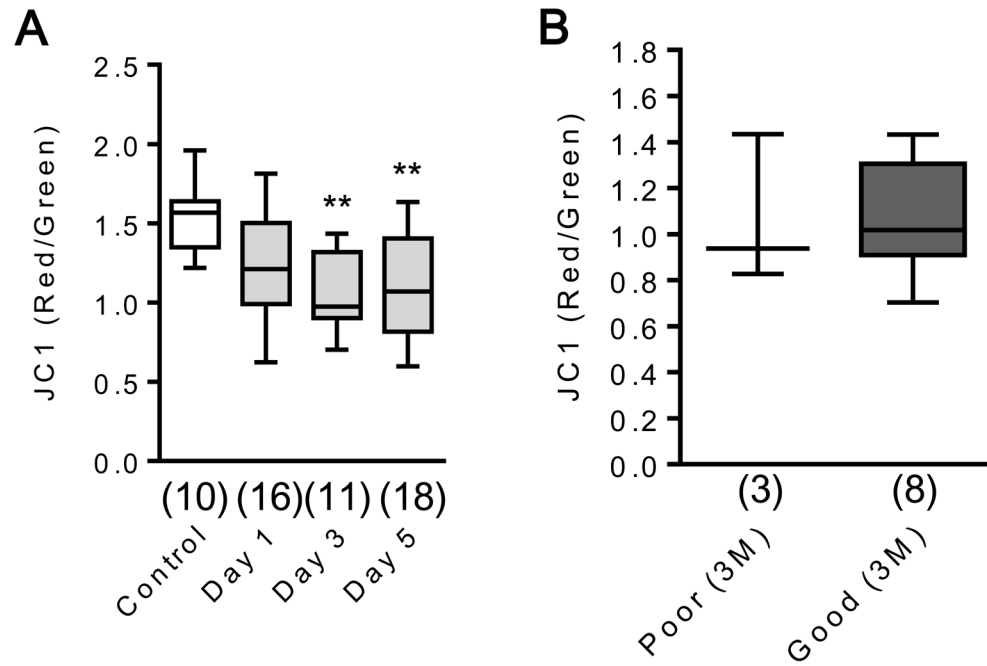 A
JC1 (Red/Green)
2.5
2.0
1.5
1.0
0.5
0.0
**
**
(10) (16) (11) (18)
Control
Day 1
Day 3
Day 5
B
JC1 (Red/Green)
1.8
1.6
1.4
1.2
1.0
0.8
0.6
0.4
0.2
0.0
(3) (8)
Poor (3M)
Good (3M)